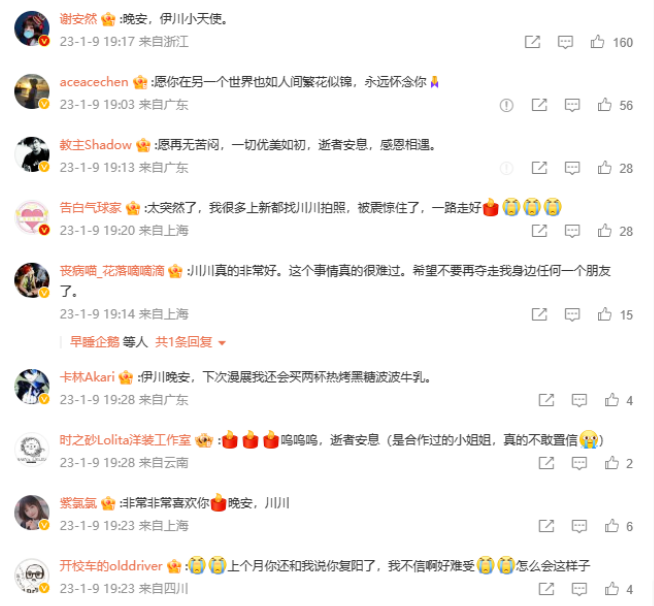 谢安然:晚安，伊川小天使。
23-1-9 19:17 来自浙江
160
aceacechen:愿你在另一个世界也如人间繁花似锦，永远怀念你
23-1-9 19:03 来自广东
56
教主Shadow:愿再无苦闷，一切优美如初，逝者安息，感恩相遇。
23-1-9 19:13 来自广东
28
告白气球家:太突然了，我很多上新都找川川拍照，被震惊住了，一路走好
23-1-9 19:20 来自上海
28
丧病喵_花落嘀嘀滴:川川真的非常好。这个事情真的很难过。希望不要再夺走我身边任何一个朋友
了。
23-1-9 19:14 来自上海
15
早睡企鹅 等人 共1条回复
卡林Akari:伊川晚安，下次漫展我还会买两杯热烤黑糖波波牛乳。
23-1-9 19:28 来自广东
4
时之砂Lolita洋装工作室:呜呜呜，逝者安息（是合作过的小姐姐，真的不敢置信）
23-1-9 19:28 来自云南
2
紫氯氯:非常非常喜欢你晚安，川川
23-1-9 19:23 来自上海
6
开校车的olddriver:上个月你还和我说你复阳了，我不信啊好难受怎么会这样子
23-1-9 19:23 来自四川
4